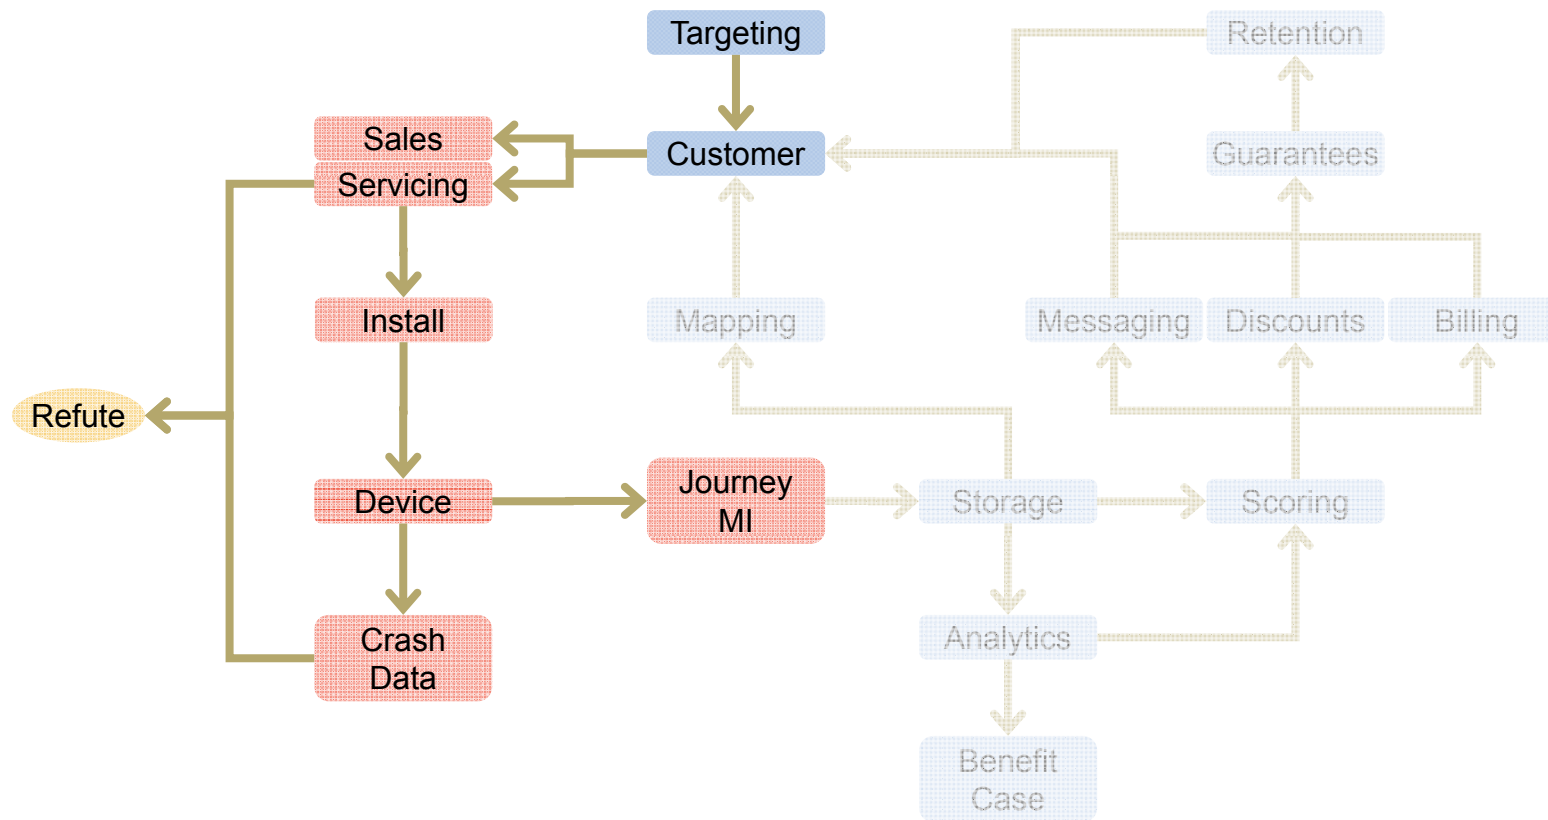 Targeting
Retention
Sales
Customer
Guarantees
Servicing
Install
Mapping
Messaging
Discounts
Billing
Refute
Device
Journey
MI
Storage
Scoring
Crash
Data
Analytics
Benefit
Case